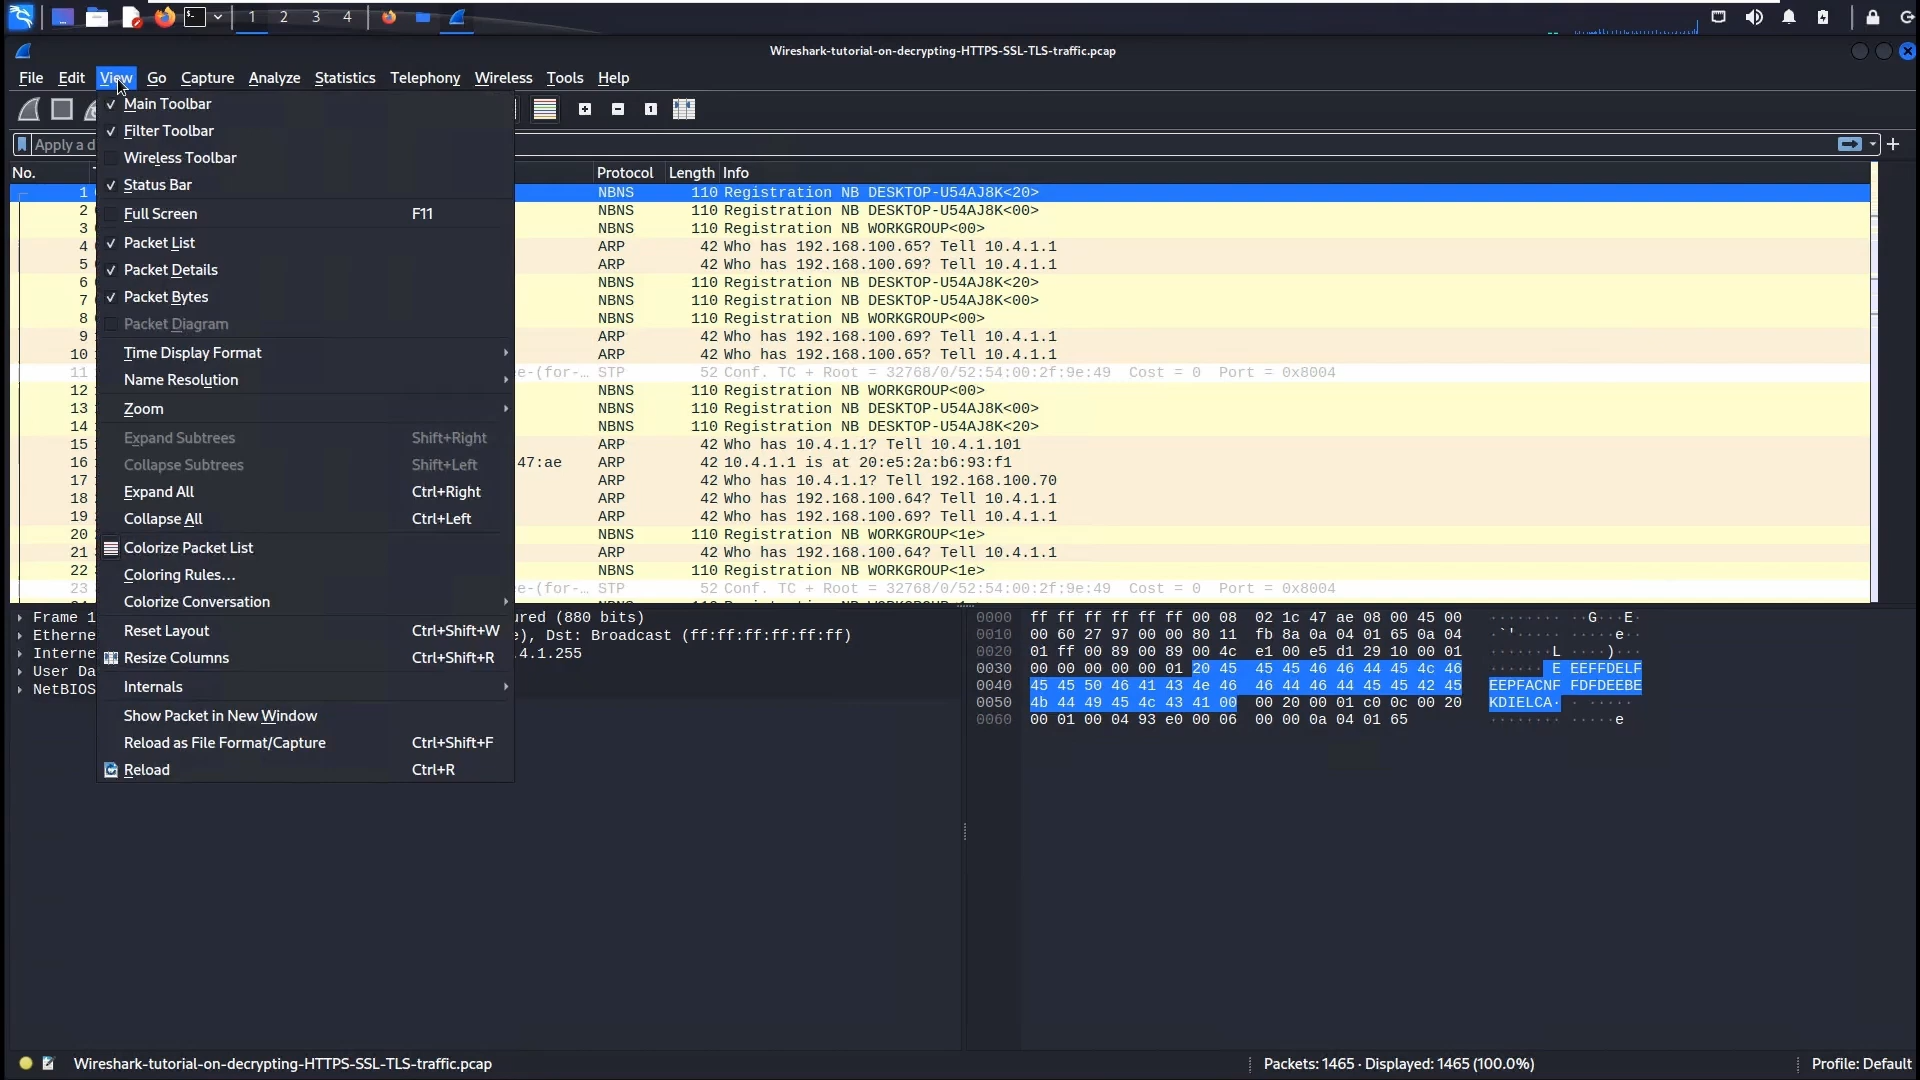 1 2 3 4
Wireshark-tutorial-on-decrypting-HTTPS-SSL-TLS-traffic.pcap
File Edit View Go Capture Analyze Statistics Telephony Wireless Tools Help
Main Toolbar
Filter Toolbar
Wireless Toolbar
Status Bar
Full Screen F11
Packet List
Packet Details
Packet Bytes
Packet Diagram
Time Display Format
Name Resolution
Zoom
Expand Subtrees Shift+Right
Collapse Subtrees Shift+Left
Expand All Ctrl+Right
Collapse All Ctrl+Left
Colorize Packet List
Coloring Rules...
Colorize Conversation
Reset Layout Ctrl+Shift+W
Resize Columns Ctrl+Shift+R
Internals
Show Packet in New Window
Reload as File Format/Capture Ctrl+Shift+F
Reload Ctrl+R
Apply a d
No. Protocol Length Info
1 NBNS 110 Registration NB DESKTOP-U54AJ8K<20>
2 NBNS 110 Registration NB DESKTOP-U54AJ8K<00>
3 NBNS 110 Registration NB WORKGROUP<00>
4 ARP 42 Who has 192.168.100.65? Tell 10.4.1.1
5 ARP 42 Who has 192.168.100.69? Tell 10.4.1.1
6 NBNS 110 Registration NB DESKTOP-U54AJ8K<20>
7 NBNS 110 Registration NB DESKTOP-U54AJ8K<00>
8 NBNS 110 Registration NB WORKGROUP<00>
9 ARP 42 Who has 192.168.100.69? Tell 10.4.1.1
10 ARP 42 Who has 192.168.100.65? Tell 10.4.1.1
11 e-(for-… STP 52 Conf. TC + Root = 32768/0/52:54:00:2f:9e:49 Cost = 0 Port = 0x8004
12 NBNS 110 Registration NB WORKGROUP<00>
13 NBNS 110 Registration NB DESKTOP-U54AJ8K<00>
14 NBNS 110 Registration NB DESKTOP-U54AJ8K<20>
15 ARP 42 Who has 10.4.1.1? Tell 10.4.1.101
16 47:ae ARP 42 10.4.1.1 is at 20:e5:2a:b6:93:f1
17 ARP 42 Who has 10.4.1.1? Tell 192.168.100.70
18 ARP 42 Who has 192.168.100.64? Tell 10.4.1.1
19 ARP 42 Who has 192.168.100.69? Tell 10.4.1.1
20 NBNS 110 Registration NB WORKGROUP<1e>
21 ARP 42 Who has 192.168.100.64? Tell 10.4.1.1
22 NBNS 110 Registration NB WORKGROUP<1e>
23 e-(for-… STP 52 Conf. TC + Root = 32768/0/52:54:00:2f:9e:49 Cost = 0 Port = 0x8004
Frame 1 ured (880 bits)
Etherne e), Dst: Broadcast (ff:ff:ff:ff:ff:ff)
Interne .4.1.255
User Da
NetBIOS
0000 ff ff ff ff ff ff 00 08 02 1c 47 ae 08 00 45 00 ········ ··G···E·
0010 00 60 27 97 00 00 80 11 fb 8a 0a 04 01 65 0a 04 ·`'····· ·····e··
0020 01 ff 00 89 00 89 00 4c e1 00 e5 d1 29 10 00 01 ·······L ····)···
0030 00 00 00 00 00 01 20 45 45 45 46 46 44 45 4c 46 ······ E EEFFDELF
0040 45 45 50 46 41 43 4e 46 46 44 46 44 45 45 42 45 EEPFACNF FDFDEEBE
0050 4b 44 49 45 4c 43 41 00 00 20 00 01 c0 0c 00 20 KDIELCA· · ·····
0060 00 01 00 04 93 e0 00 06 00 00 0a 04 01 65 ········ ·····e
Wireshark-tutorial-on-decrypting-HTTPS-SSL-TLS-traffic.pcap
Packets: 1465 · Displayed: 1465 (100.0%)
Profile: Default